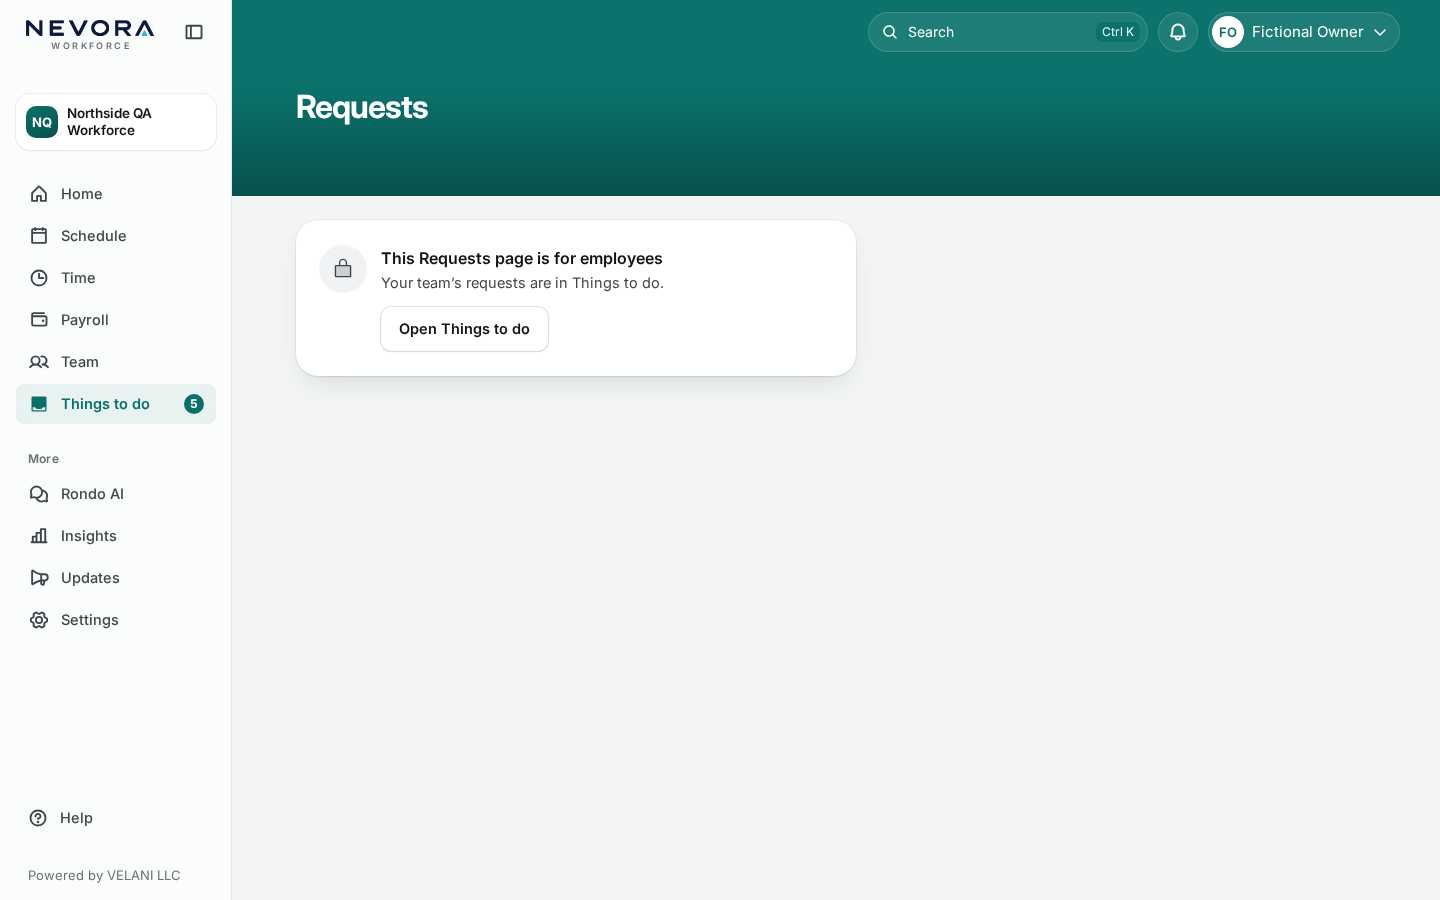 NEVORA
WORKFORCE
Search
Ctrl K
FO
Fictional Owner
NQ
Northside QA
Workforce
Requests
Home
Schedule
Time
Payroll
Team
Things to do
5
More
Rondo AI
Insights
Updates
Settings
Help
Powered by VELANI LLC
This Requests page is for employees
Your team’s requests are in Things to do.
Open Things to do